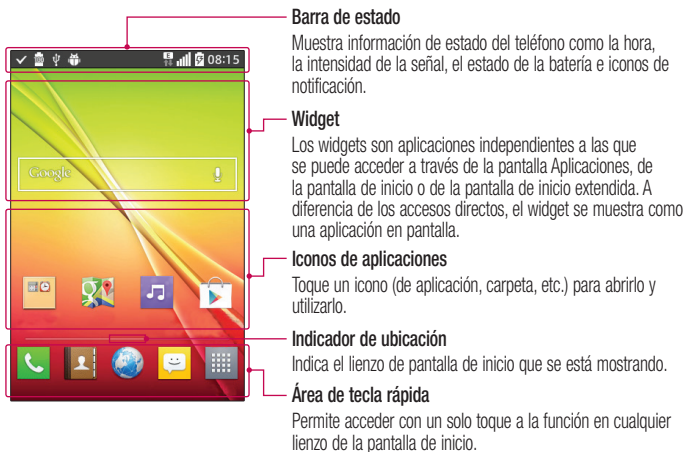 Barra de estado
Muestra información de estado del teléfono como la hora,
la intensidad de la señal, el estado de la batería e iconos de
notificación.
08:15
Widget
Los widgets son aplicaciones independientes a las que
se puede acceder a través de la pantalla Aplicaciones, de
la pantalla de inicio o de la pantalla de inicio extendida. A
diferencia de los accesos directos, el widget se muestra como
una aplicación en pantalla.
Google
Iconos de aplicaciones
Toque un icono (de aplicación, carpeta, etc.) para abrirlo y
utilizarlo.
Indicador de ubicación
Indica el lienzo de pantalla de inicio que se está mostrando.
Área de tecla rápida
Permite acceder con un solo toque a la función en cualquier
lienzo de la pantalla de inicio.